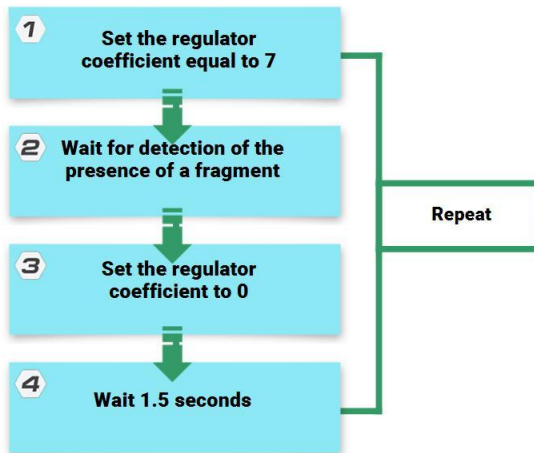 1
Set the regulator
coefficient equal to 7
2
Wait for detection of the
presence of a fragment
3
Set the regulator
coefficient to 0
4
Wait 1.5 seconds
Repeat